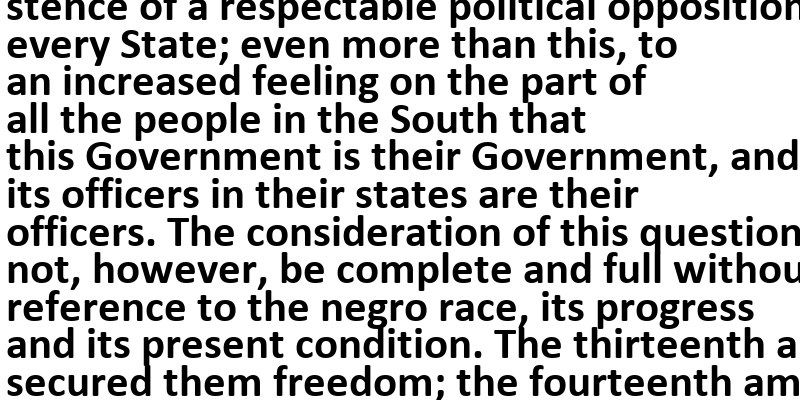 stence of a respectable political opposition
every State; even more than this, to
an increased feeling on the part of
all the people in the South that
this Government is their Government, and
its officers in their states are their
officers. The consideration of this question
not, however, be complete and full withou
reference to the negro race, its progress
and its present condition. The thirteenth a
secured them freedom; the fourteenth am